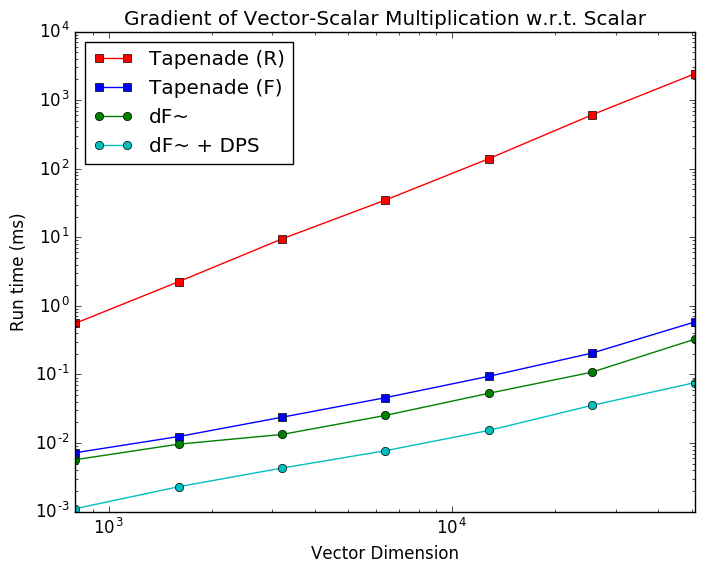 Gradient of Vector-Scalar Multiplication w.r.t. Scalar
10^4
10^3
10^2
10^1
10^0
10^-1
10^-2
10^-3
Run time (ms)
Tapenade (R)
Tapenade (F)
dF~
dF~ + DPS
10^3
10^4
Vector Dimension